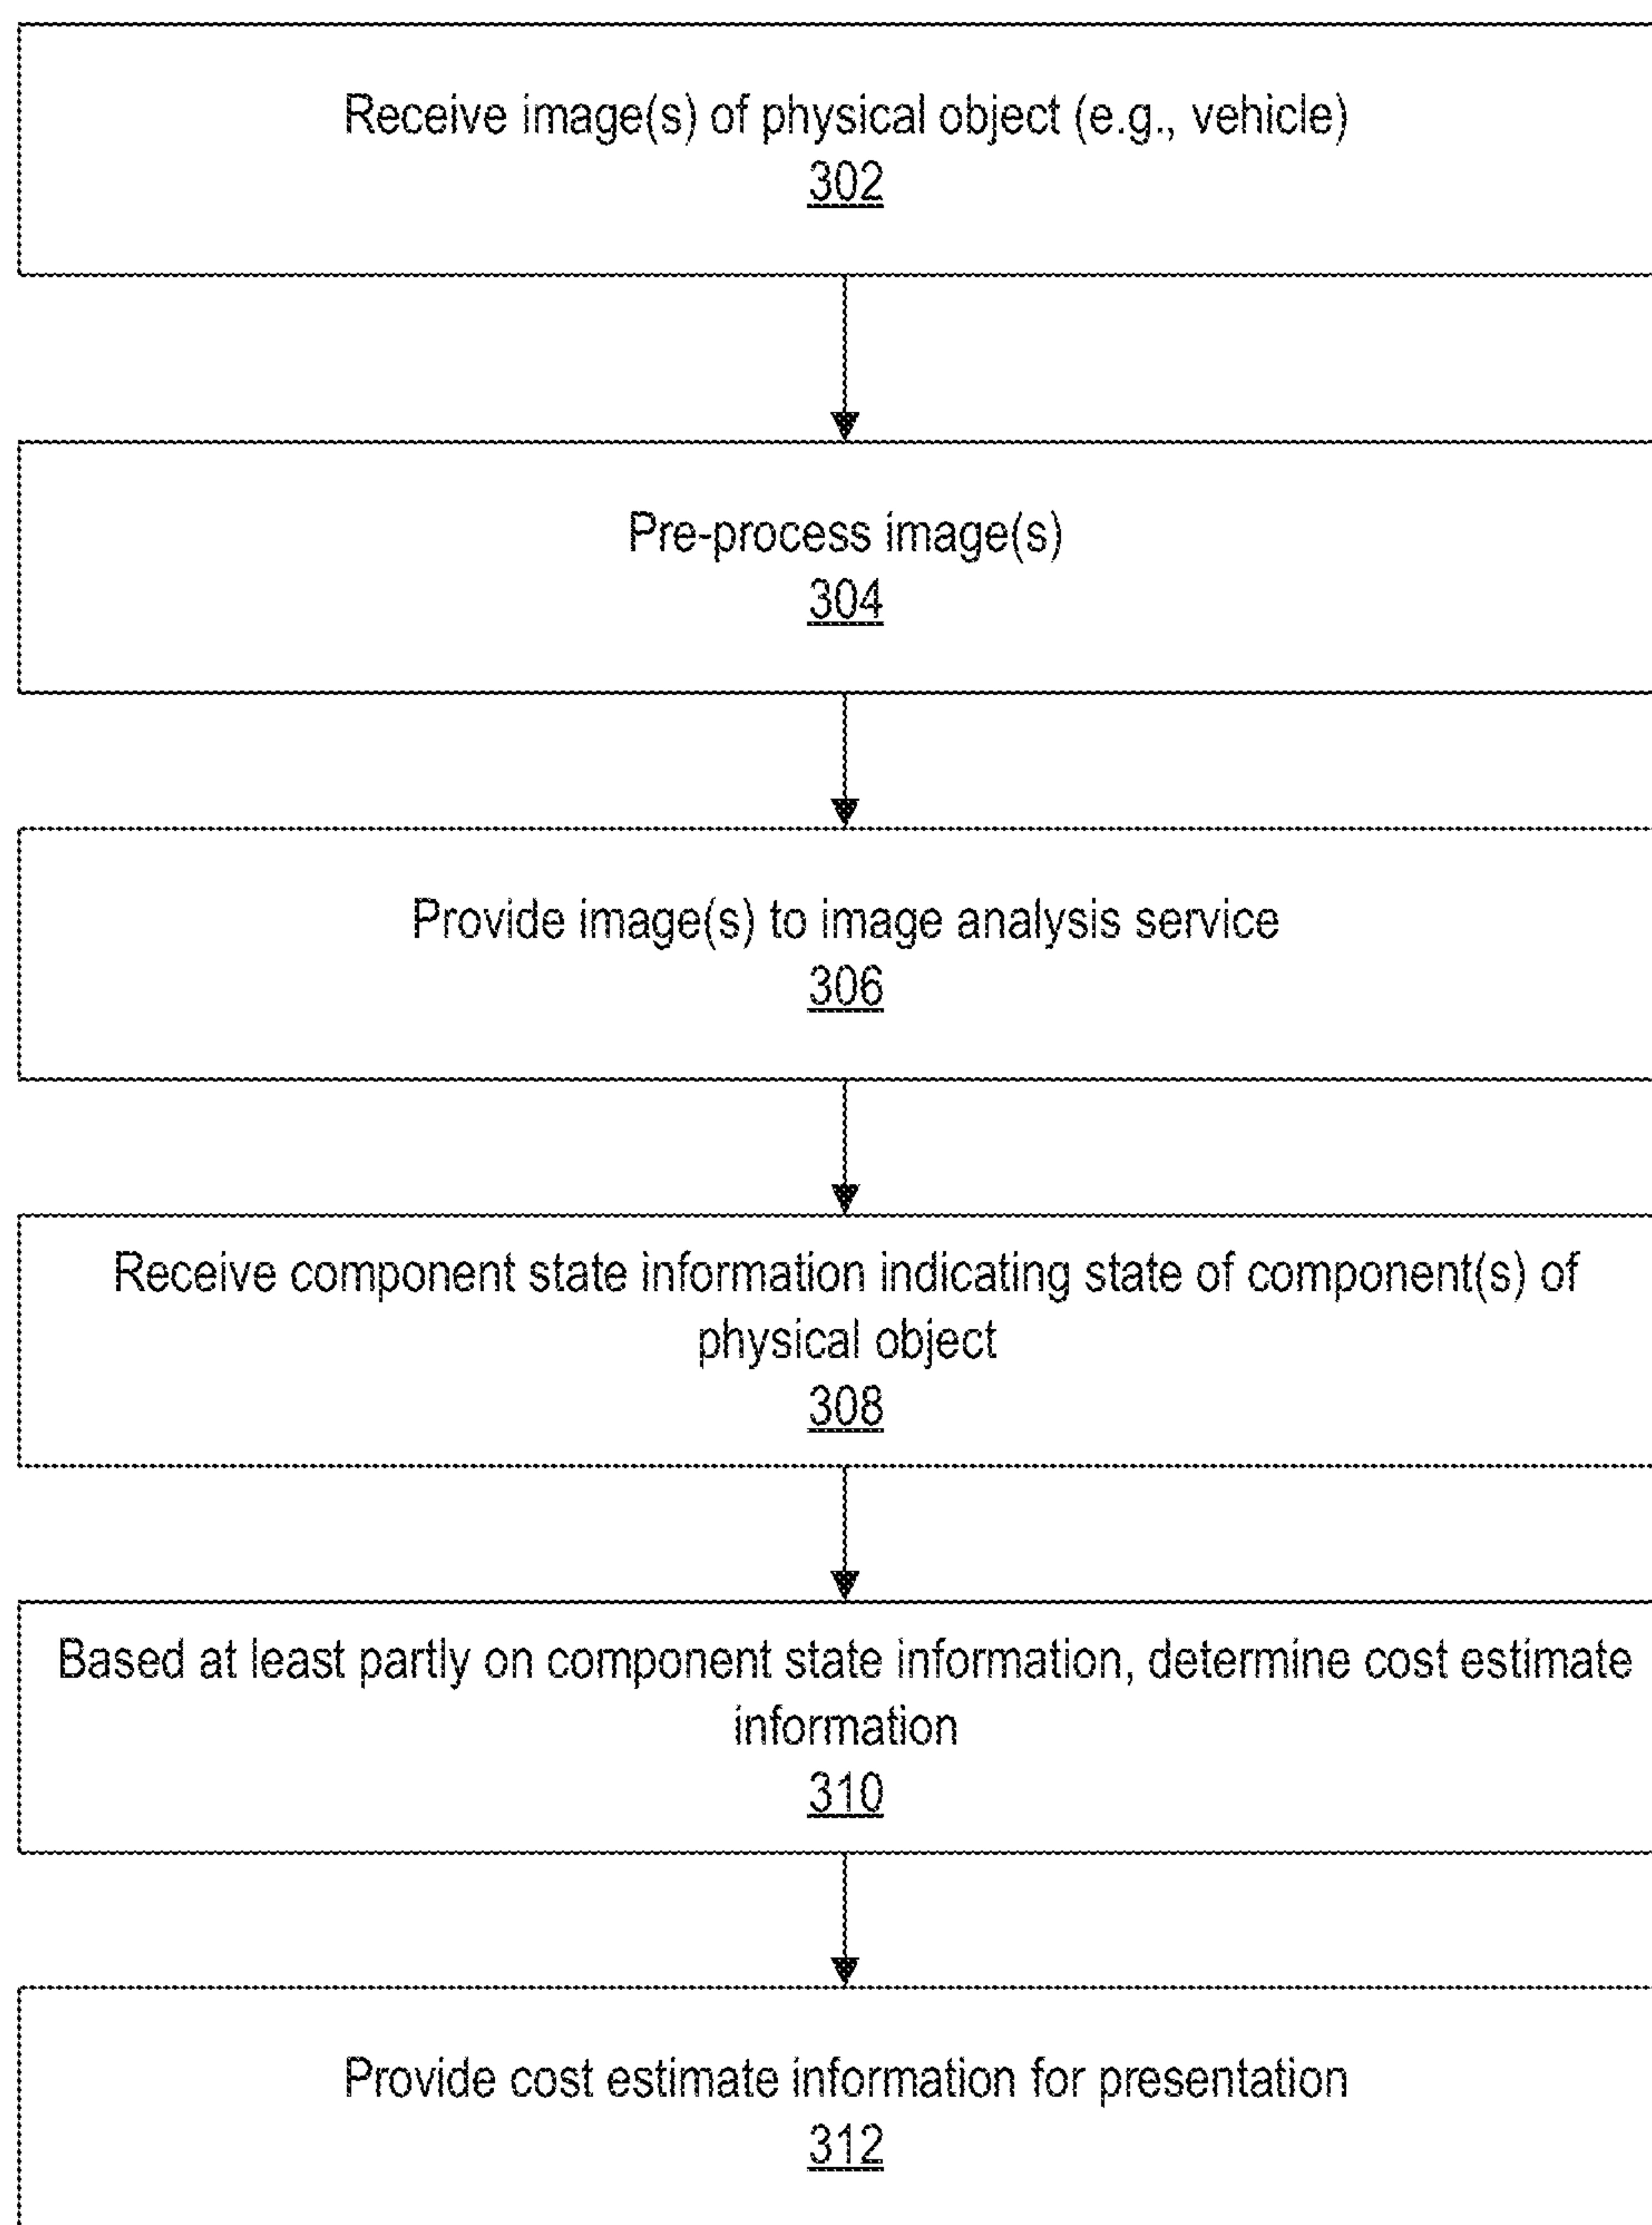 Receive image(s) of physical object (e.g., vehicle)
302
Pre-process image(s)
304
Provide image(s) to image analysis service
306
Receive component state information indicating state of component(s) of
physical object
308
Based at least partly on component state information, determine cost estimate
information
310
Provide cost estimate information for presentation
312